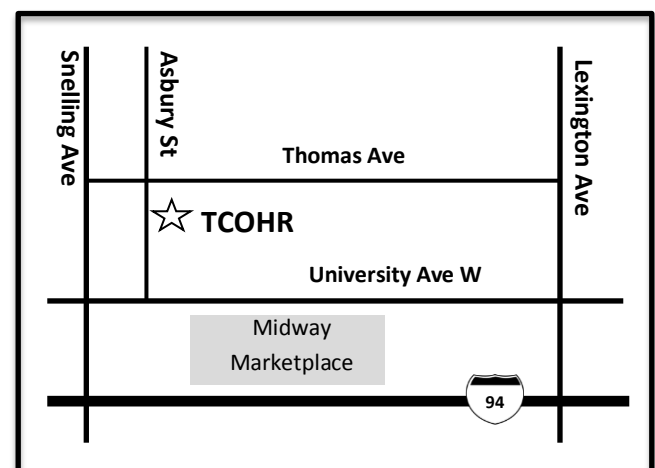 Snelling Ave
Asbury St
Lexington Ave
Thomas Ave
TCOHR
University Ave W
Midway
Marketplace
94